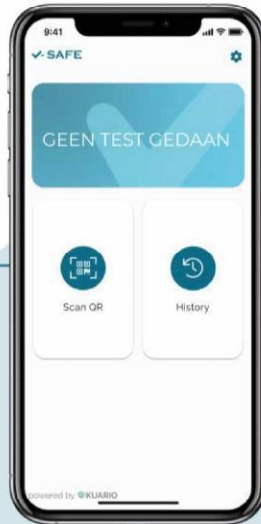 9:41
✓- SAFE
GEEN TEST GEDAAN
Scan QR
History
powered by KUARIO